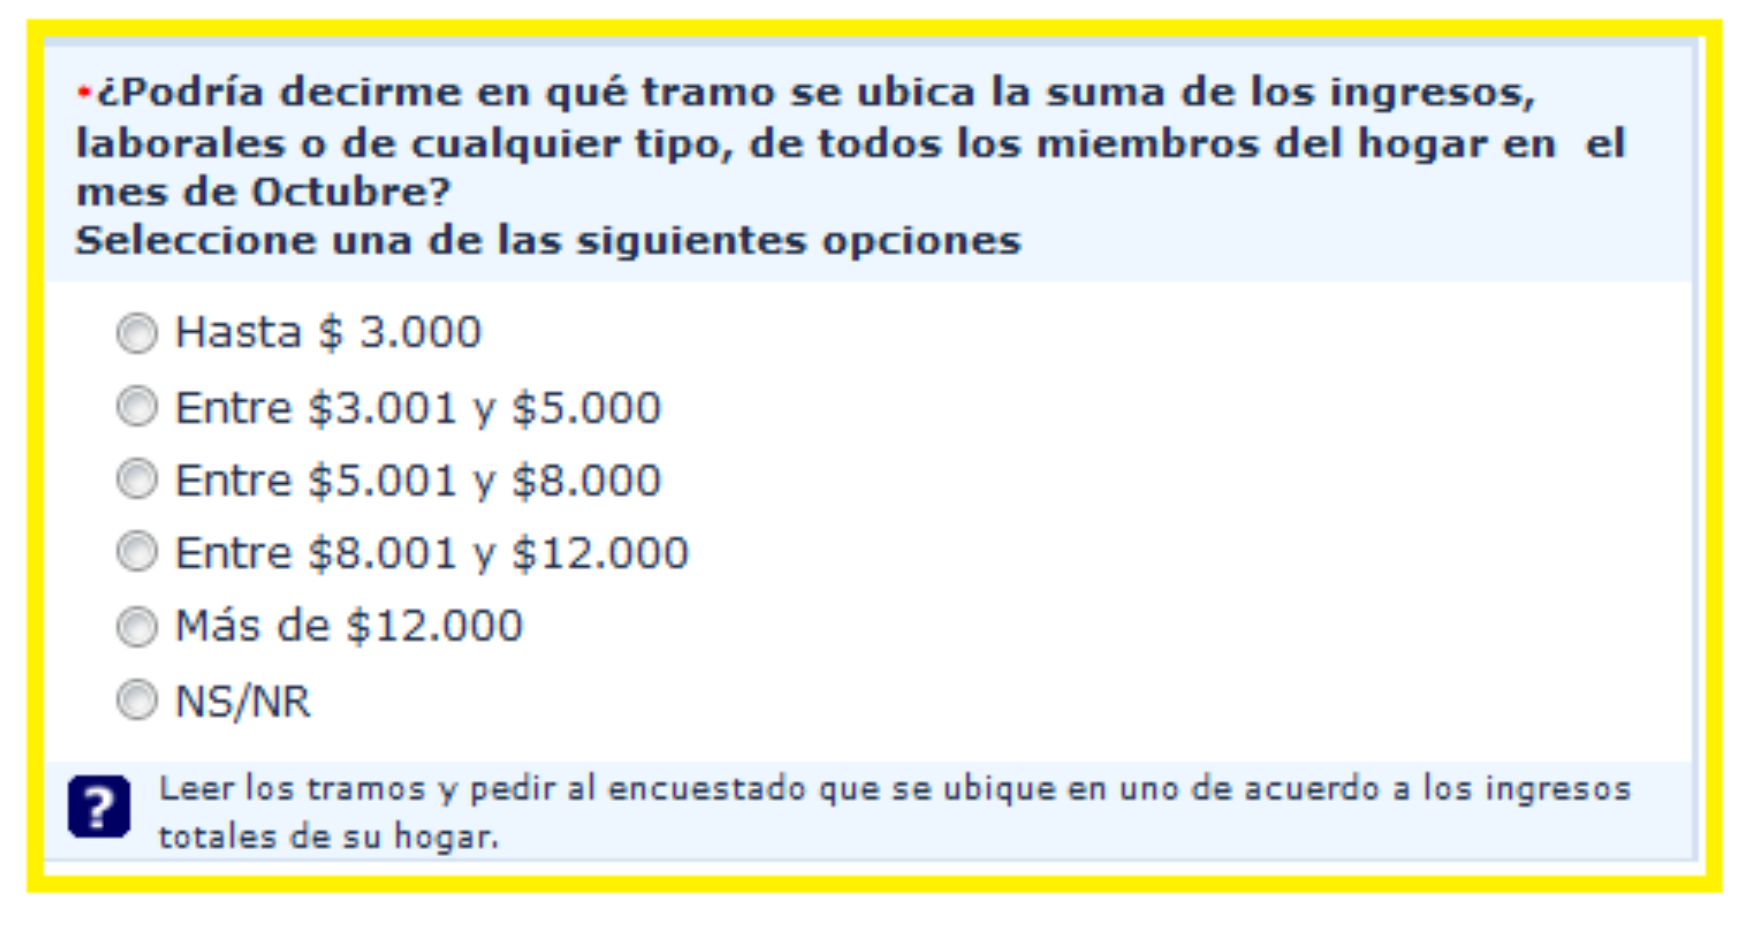 •¿Podría decirme en qué tramo se ubica la suma de los ingresos,
laborales o de cualquier tipo, de todos los miembros del hogar en  el
mes de Octubre?
Seleccione una de las siguientes opciones
Hasta $ 3.000
Entre $3.001 y $5.000
Entre $5.001 y $8.000
Entre $8.001 y $12.000
Más de $12.000
NS/NR
? Leer los tramos y pedir al encuestado que se ubique en uno de acuerdo a los ingresos
totales de su hogar.